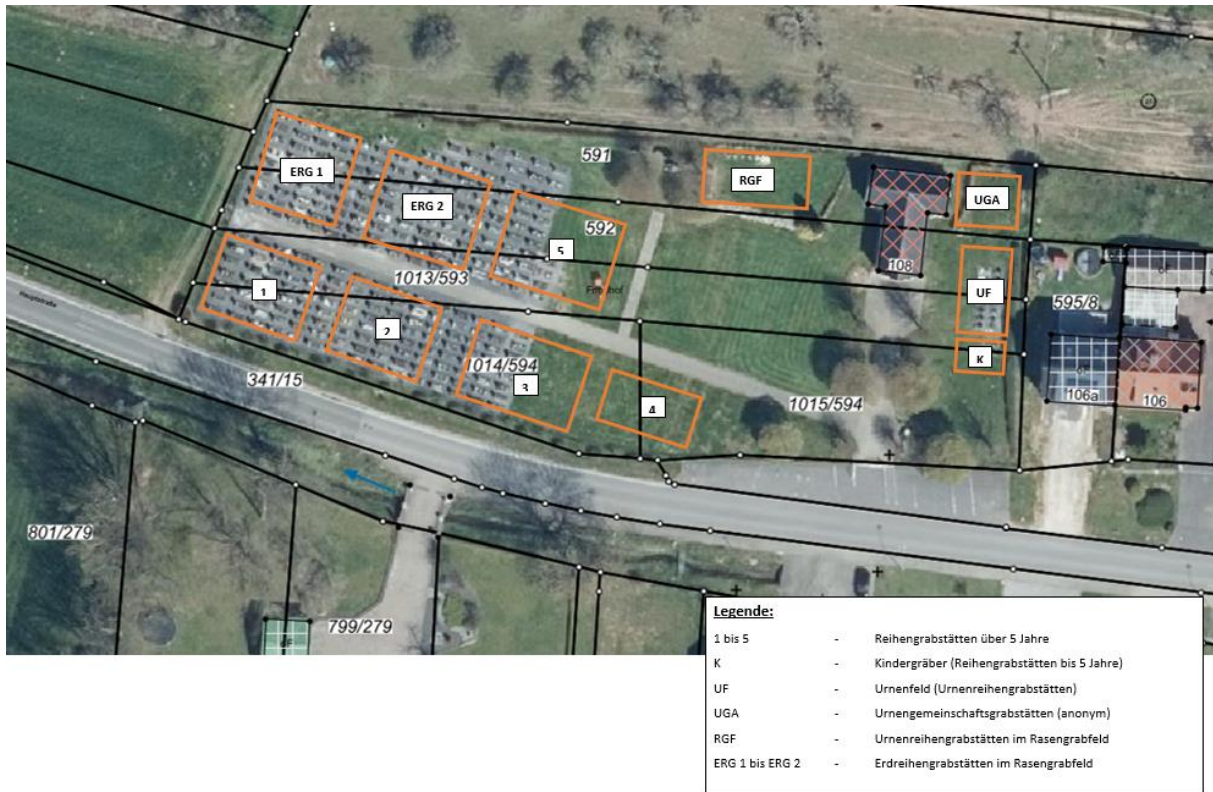 591
ERG 1
RGF
ERG 2
UGA
592
5
108
1013/593
Friedhof
UF
595/8
1
Hauptstraße
2
K
1014/594
3
341/15
106a
106
4
1015/594
801/279
799/279
Legende:
1 bis 5 - Reihengrabstätten über 5 Jahre
K - Kindergräber (Reihengrabstätten bis 5 Jahre)
UF - Urnenfeld (Urnenreihengrabstätten)
UGA - Urnengemeinschaftsgrabstätten (anonym)
RGF - Urnenreihengrabstätten im Rasengrabfeld
ERG 1 bis ERG 2 - Erdreihengrabstätten im Rasengrabfeld